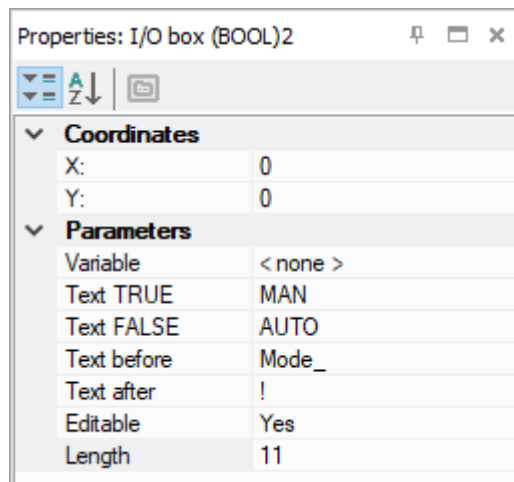 Properties: I/O box (BOOL)2
Coordinates
X: 0
Y: 0
Parameters
Variable < none >
Text TRUE MAN
Text FALSE AUTO
Text before Mode_
Text after !
Editable Yes
Length 11